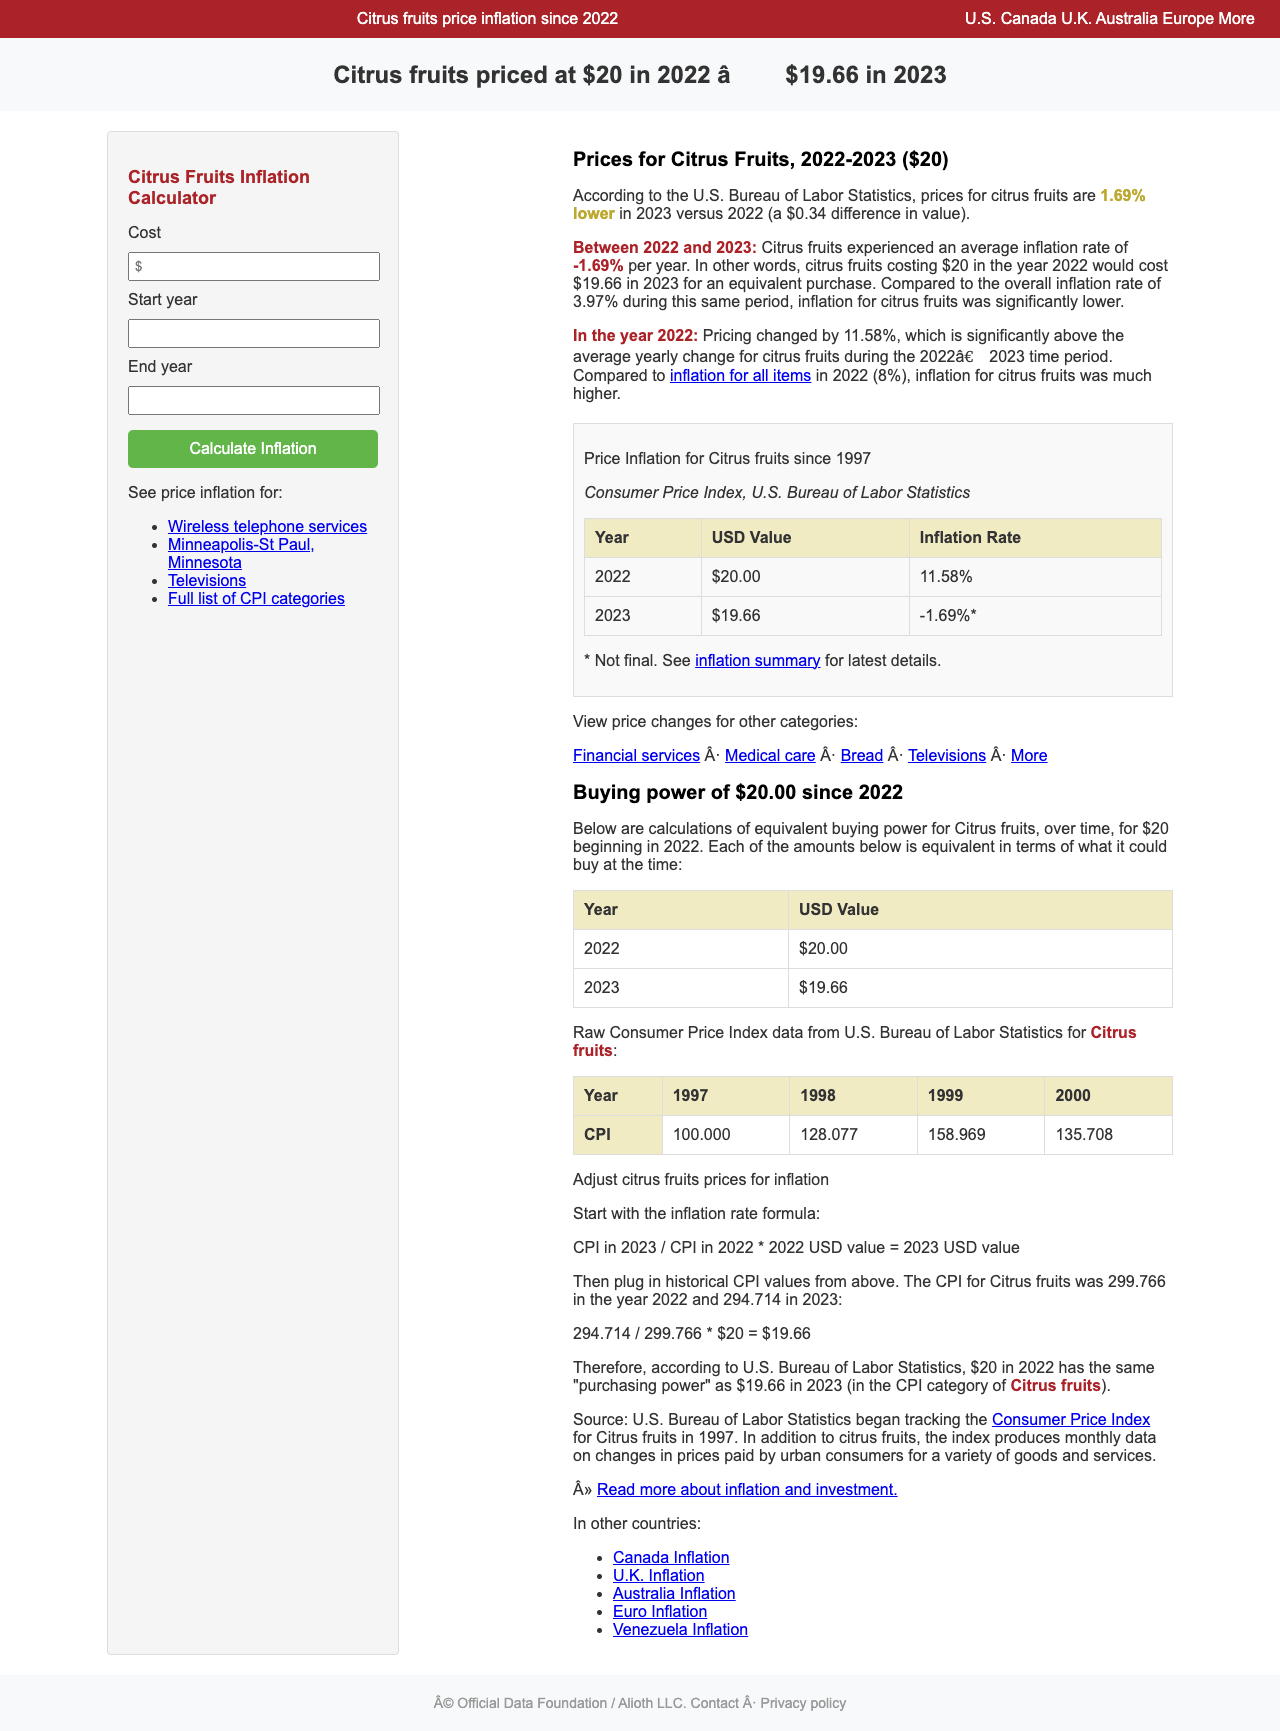 Citrus fruits price inflation since 2022
U.S. Canada U.K. Australia Europe More
Citrus fruits priced at $20 in 2022 â $19.66 in 2023
Citrus Fruits Inflation
Calculator
Cost
$
Start year
End year
Calculate Inflation
See price inflation for:
• Wireless telephone services
• Minneapolis-St Paul,
Minnesota
• Televisions
• Full list of CPI categories
Prices for Citrus Fruits, 2022-2023 ($20)
According to the U.S. Bureau of Labor Statistics, prices for citrus fruits are 1.69%
lower in 2023 versus 2022 (a $0.34 difference in value).
Between 2022 and 2023: Citrus fruits experienced an average inflation rate of
-1.69% per year. In other words, citrus fruits costing $20 in the year 2022 would cost
$19.66 in 2023 for an equivalent purchase. Compared to the overall inflation rate of
3.97% during this same period, inflation for citrus fruits was significantly lower.
In the year 2022: Pricing changed by 11.58%, which is significantly above the
average yearly change for citrus fruits during the 2022â€ 2023 time period.
Compared to inflation for all items in 2022 (8%), inflation for citrus fruits was much
higher.
Price Inflation for Citrus fruits since 1997
Consumer Price Index, U.S. Bureau of Labor Statistics
Year USD Value Inflation Rate
2022 $20.00 11.58%
2023 $19.66 -1.69%*
* Not final. See inflation summary for latest details.
View price changes for other categories:
Financial services Â· Medical care Â· Bread Â· Televisions Â· More
Buying power of $20.00 since 2022
Below are calculations of equivalent buying power for Citrus fruits, over time, for $20
beginning in 2022. Each of the amounts below is equivalent in terms of what it could
buy at the time:
Year USD Value
2022 $20.00
2023 $19.66
Raw Consumer Price Index data from U.S. Bureau of Labor Statistics for Citrus
fruits:
Year 1997 1998 1999 2000
CPI 100.000 128.077 158.969 135.708
Adjust citrus fruits prices for inflation
Start with the inflation rate formula:
CPI in 2023 / CPI in 2022 * 2022 USD value = 2023 USD value
Then plug in historical CPI values from above. The CPI for Citrus fruits was 299.766
in the year 2022 and 294.714 in 2023:
294.714 / 299.766 * $20 = $19.66
Therefore, according to U.S. Bureau of Labor Statistics, $20 in 2022 has the same
"purchasing power" as $19.66 in 2023 (in the CPI category of Citrus fruits).
Source: U.S. Bureau of Labor Statistics began tracking the Consumer Price Index
for Citrus fruits in 1997. In addition to citrus fruits, the index produces monthly data
on changes in prices paid by urban consumers for a variety of goods and services.
Â» Read more about inflation and investment.
In other countries:
• Canada Inflation
• U.K. Inflation
• Australia Inflation
• Euro Inflation
• Venezuela Inflation
Â© Official Data Foundation / Alioth LLC. Contact Â· Privacy policy